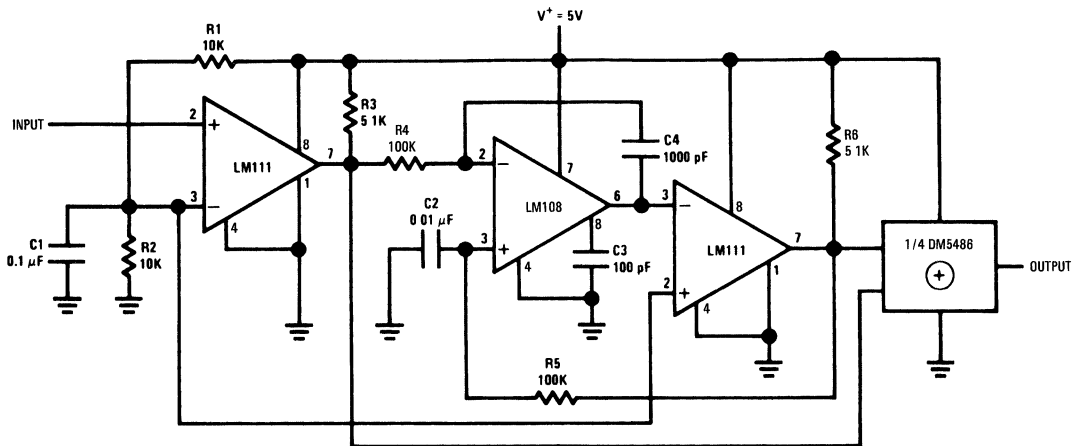 V+ = 5V
R1
10K
INPUT
2
+
LM111
8
7
1
3
−
4
C1
0.1 μF
R2
10K
R3
5 1K
R4
100K
2
−
7
LM108
6
8
3
+
4
C2
0 01 μF
C3
100 pF
C4
1000 pF
3
−
8
LM111
7
1
2
+
4
R5
100K
R6
5 1K
1/4 DM5486
+
OUTPUT